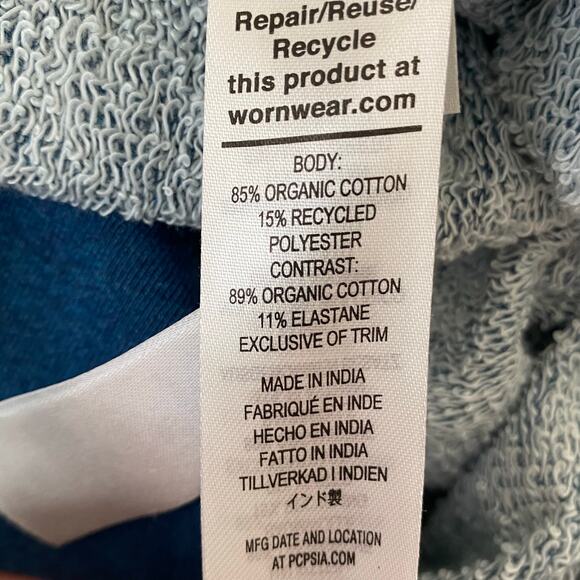 Repair/Reuse/
Recycle
this product at
wornwear.com
BODY:
85% ORGANIC COTTON
15% RECYCLED
POLYESTER
CONTRAST:
89% ORGANIC COTTON
11% ELASTANE
EXCLUSIVE OF TRIM
MADE IN INDIA
FABRIQUÉ EN INDE
HECHO EN INDIA
FATTO IN INDIA
TILLVERKAD I INDIEN
インド製
MFG DATE AND LOCATION
AT PCPSIA.COM